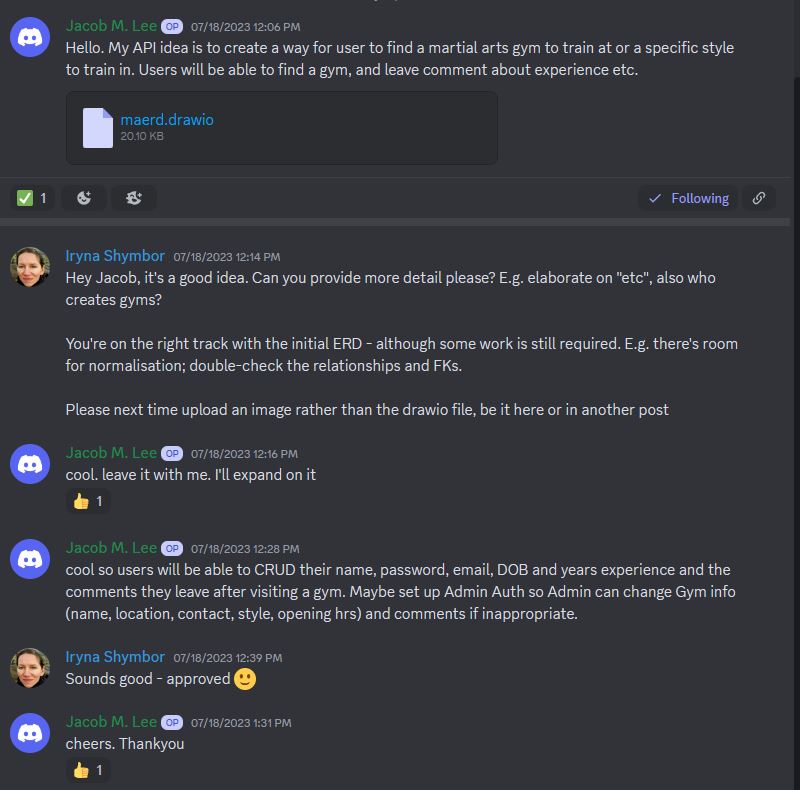 Jacob M. Lee OP 07/18/2023 12:06 PM
Hello. My API idea is to create a way for user to find a martial arts gym to train at or a specific style
to train in. Users will be able to find a gym, and leave comment about experience etc.
maerd.drawio
20.10 KB
1
Following
Iryna Shymbor 07/18/2023 12:14 PM
Hey Jacob, it's a good idea. Can you provide more detail please? E.g. elaborate on "etc", also who
creates gyms?
You're on the right track with the initial ERD - although some work is still required. E.g. there's room
for normalisation; double-check the relationships and FKs.
Please next time upload an image rather than the drawio file, be it here or in another post
Jacob M. Lee OP 07/18/2023 12:16 PM
cool. leave it with me. I'll expand on it
1
Jacob M. Lee OP 07/18/2023 12:28 PM
cool so users will be able to CRUD their name, password, email, DOB and years experience and the
comments they leave after visiting a gym. Maybe set up Admin Auth so Admin can change Gym info
(name, location, contact, style, opening hrs) and comments if inappropriate.
Iryna Shymbor 07/18/2023 12:39 PM
Sounds good - approved
Jacob M. Lee OP 07/18/2023 1:31 PM
cheers. Thankyou
1